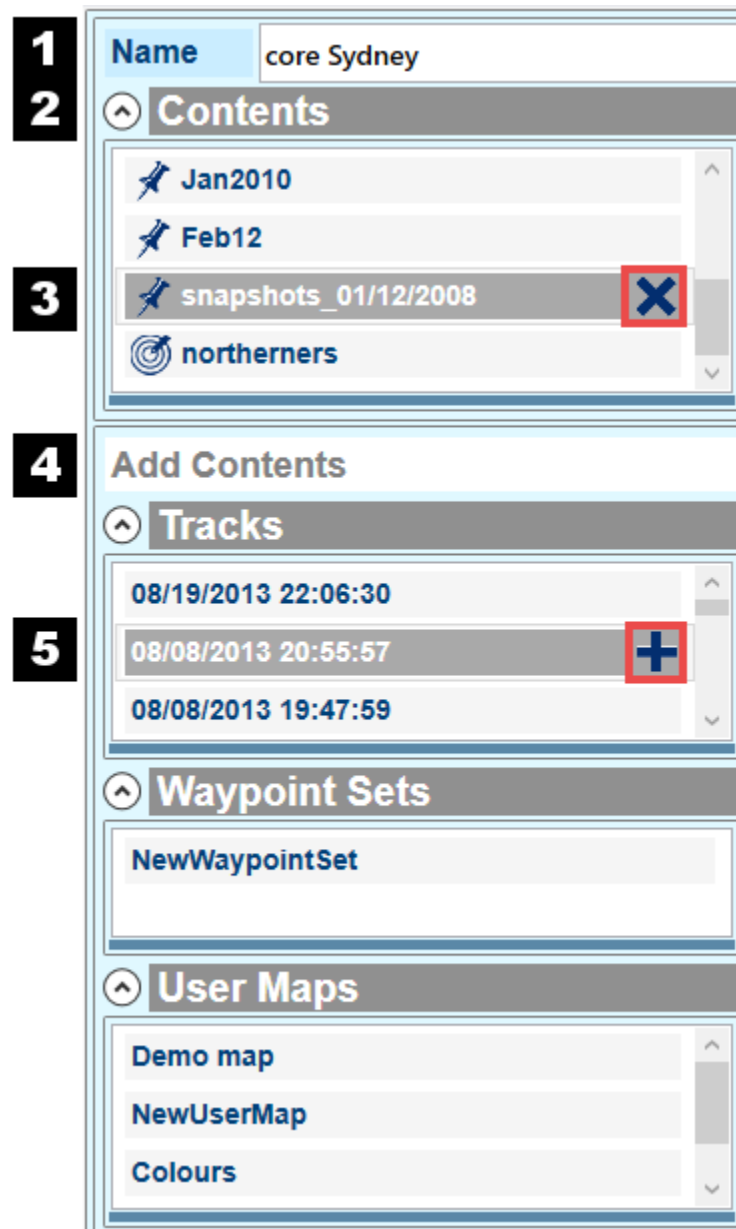 1 Name core Sydney
2 Contents
Jan2010
Feb12
3 snapshots_01/12/2008
northerners
4 Add Contents
Tracks
08/19/2013 22:06:30
5 08/08/2013 20:55:57
08/08/2013 19:47:59
Waypoint Sets
NewWaypointSet
User Maps
Demo map
NewUserMap
Colours